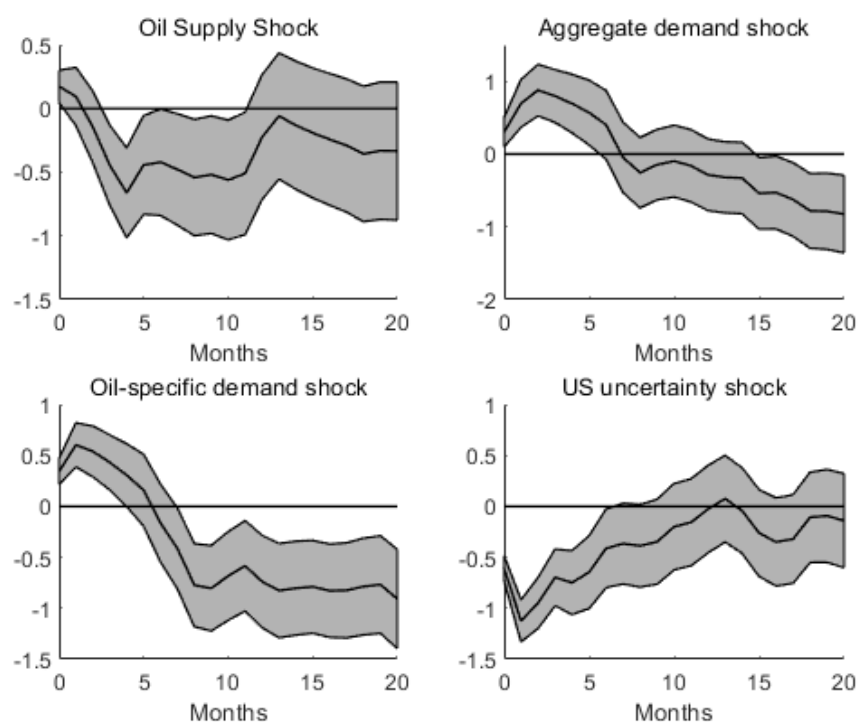 Oil Supply Shock
0.5
0
-0.5
-1
-1.5
0 5 10 15 20
Months
Aggregate demand shock
1
0
-1
-2
0 5 10 15 20
Months
Oil-specific demand shock
1
0.5
0
-0.5
-1
-1.5
0 5 10 15 20
Months
US uncertainty shock
1
0.5
0
-0.5
-1
-1.5
0 5 10 15 20
Months